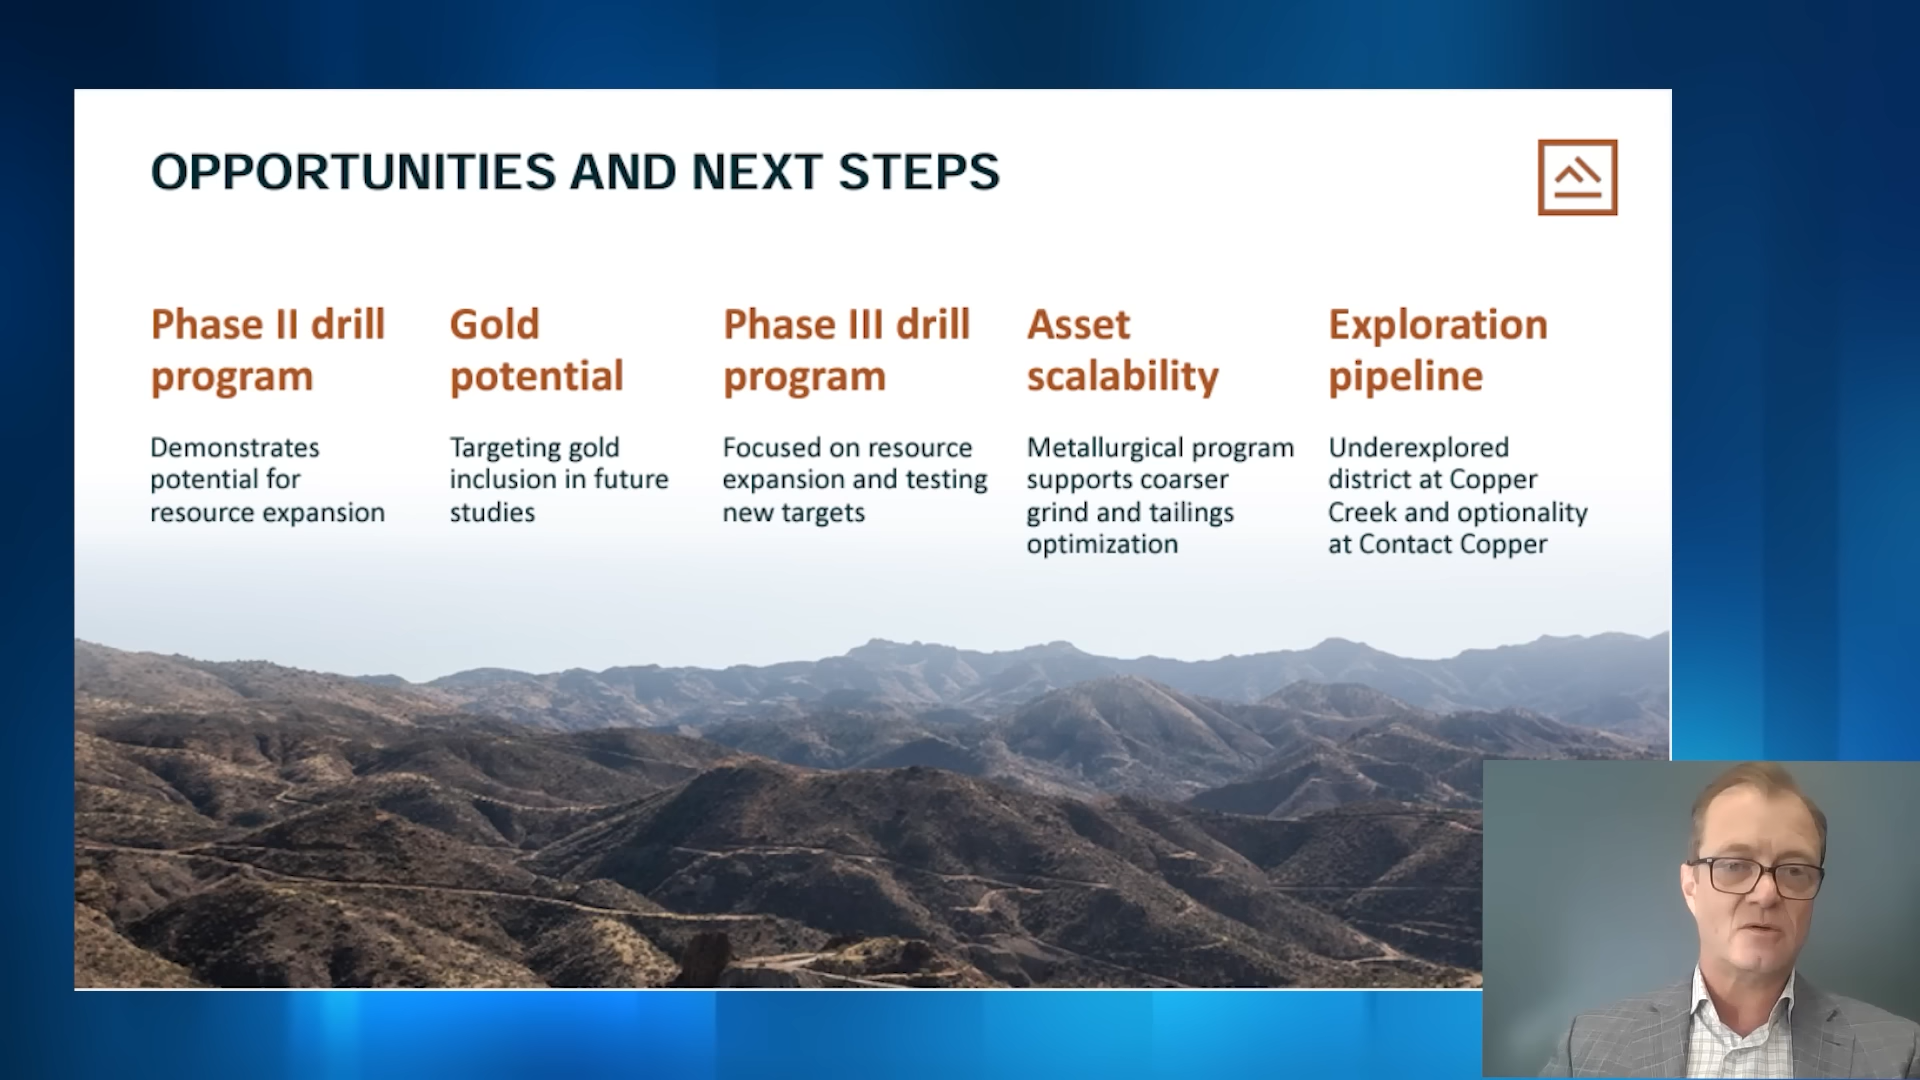 OPPORTUNITIES AND NEXT STEPS
Phase II drill
program
Demonstrates
potential for
resource expansion
Gold
potential
Targeting gold
inclusion in future
studies
Phase III drill
program
Focused on resource
expansion and testing
new targets
Asset
scalability
Metallurgical program
supports coarser
grind and tailings
optimization
Exploration
pipeline
Underexplored
district at Copper
Creek and optionality
at Contact Copper